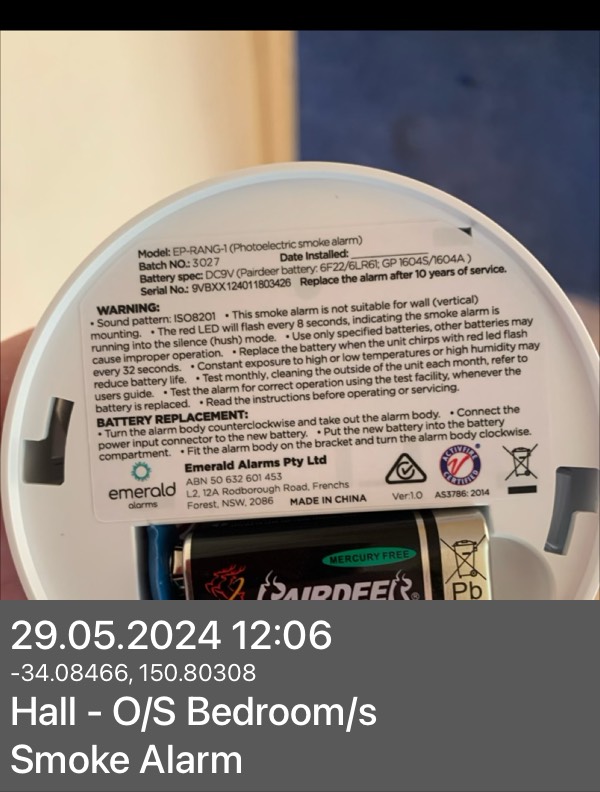 Model: EP-RANG-1 (Photoelectric smoke alarm)
Batch NO.: 3027 Date Installed:
Battery spec: DC9V (Pairdeer battery: 6F22/6LR61; GP 1604S/1604A )
Serial No.: 9VBXX124011803426 Replace the alarm after 10 years of service.
WARNING:
• Sound pattern: ISO8201 • This smoke alarm is not suitable for wall (vertical)
mounting. • The red LED will flash every 8 seconds, indicating the smoke alarm is
running into the silence (hush) mode. • Use only specified batteries, other batteries may
cause improper operation. • Replace the battery when the unit chirps with red led flash
every 32 seconds. • Constant exposure to high or low temperatures or high humidity may
reduce battery life. • Test monthly, cleaning the outside of the unit each month, refer to
users guide. • Test the alarm for correct operation using the test facility, whenever the
battery is replaced. • Read the instructions before operating or servicing.
BATTERY REPLACEMENT:
• Turn the alarm body counterclockwise and take out the alarm body. • Connect the
power input connector to the new battery. • Put the new battery into the battery
compartment. • Fit the alarm body on the bracket and turn the alarm body clockwise.
emerald
alarms
Emerald Alarms Pty Ltd
ABN 50 632 601 453
L2, 12A Rodborough Road, Frenchs
Forest, NSW, 2086 MADE IN CHINA
Ver:1.0
ACTIVFIRE
CERTIFIED
AS3786: 2014
MERCURY FREE
PAIRDEER
Pb
29.05.2024 12:06
-34.08466, 150.80308
Hall - O/S Bedroom/s
Smoke Alarm